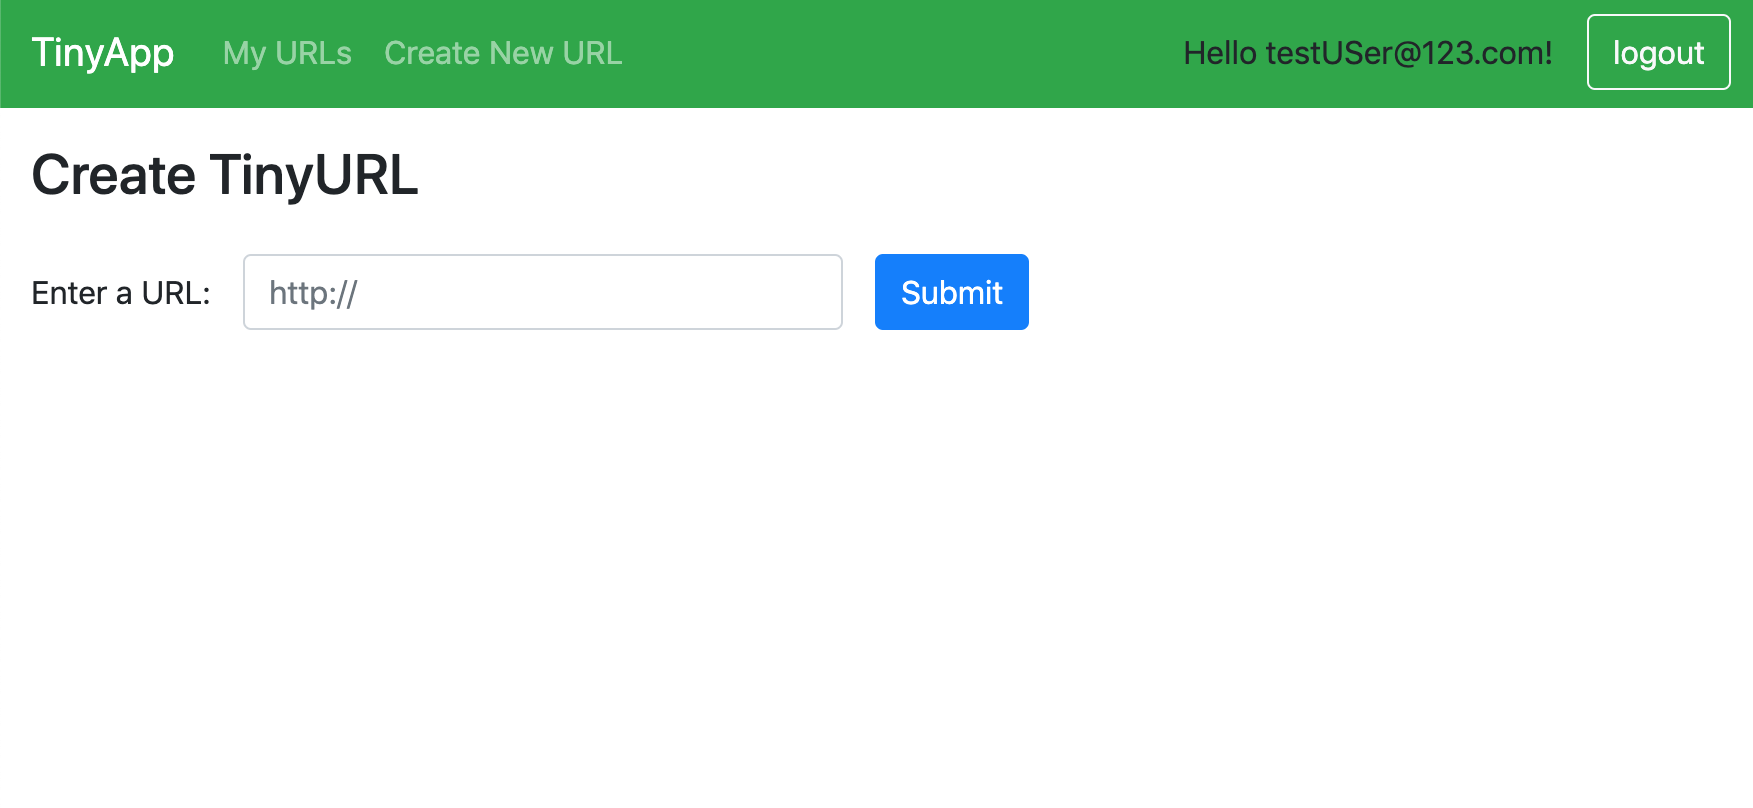 TinyApp My URLs Create New URL Hello testUSer@123.com! logout
Create TinyURL
Enter a URL: http:// Submit